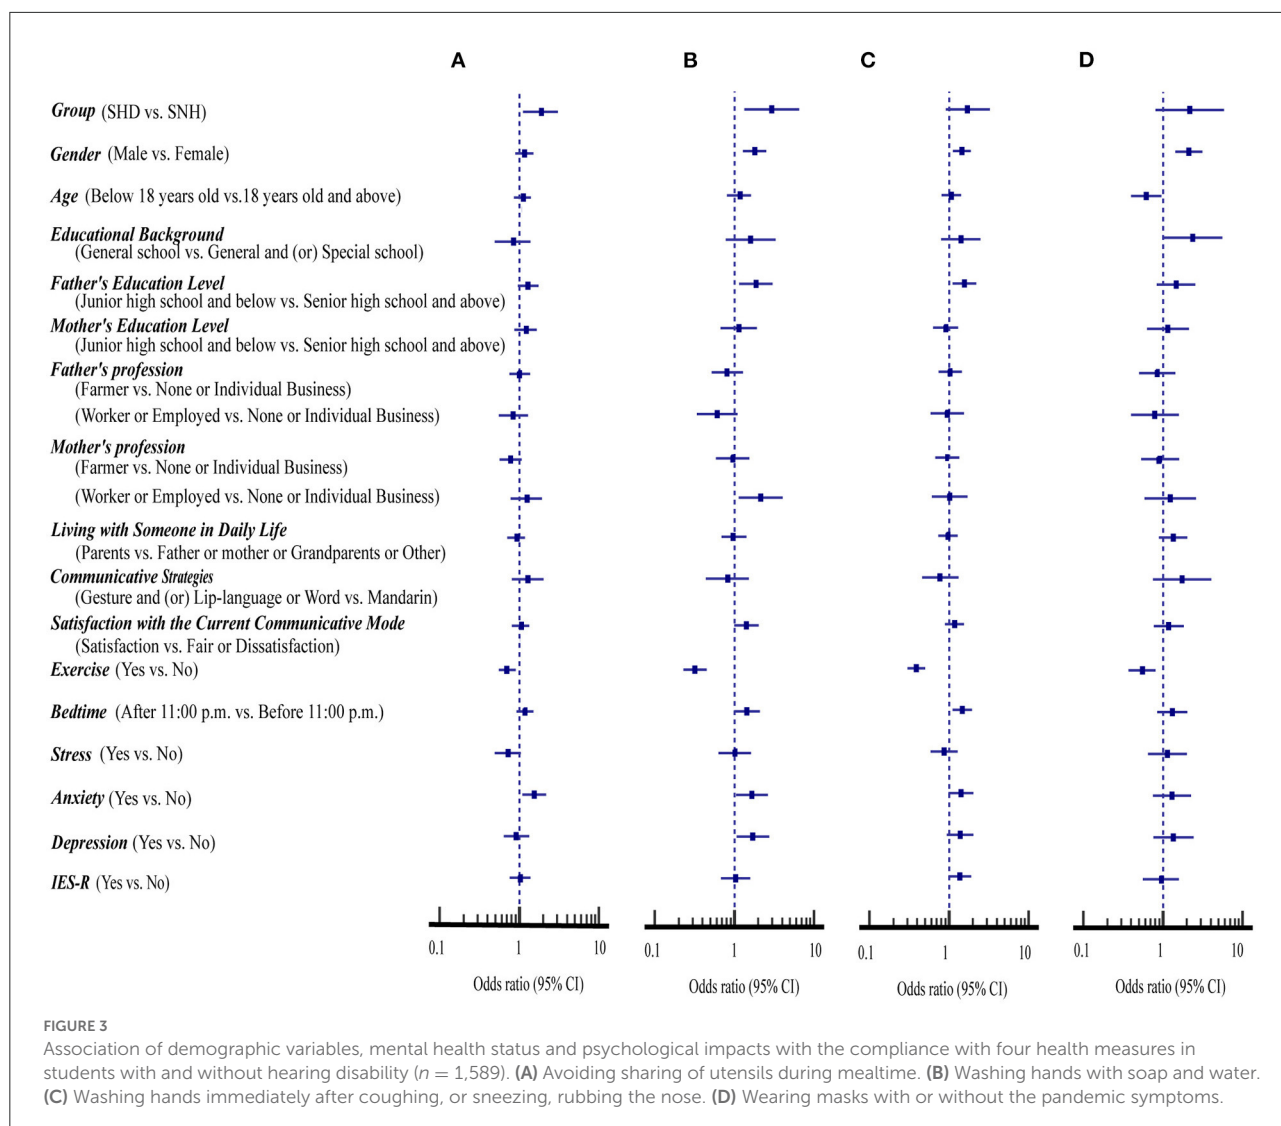 A B C D
Group (SHD vs. SNH)
Gender (Male vs. Female)
Age (Below 18 years old vs.18 years old and above)
Educational Background
(General school vs. General and (or) Special school)
Father's Education Level
(Junior high school and below vs. Senior high school and above)
Mother's Education Level
(Junior high school and below vs. Senior high school and above)
Father's profession
(Farmer vs. None or Individual Business)
(Worker or Employed vs. None or Individual Business)
Mother's profession
(Farmer vs. None or Individual Business)
(Worker or Employed vs. None or Individual Business)
Living with Someone in Daily Life
(Parents vs. Father or mother or Grandparents or Other)
Communicative Strategies
(Gesture and (or) Lip-language or Word vs. Mandarin)
Satisfaction with the Current Communicative Mode
(Satisfaction vs. Fair or Dissatisfaction)
Exercise (Yes vs. No)
Bedtime (After 11:00 p.m. vs. Before 11:00 p.m.)
Stress (Yes vs. No)
Anxiety (Yes vs. No)
Depression (Yes vs. No)
IES-R (Yes vs. No)
0.1 1 10 0.1 1 10 0.1 1 10 0.1 1 10
Odds ratio (95% CI) Odds ratio (95% CI) Odds ratio (95% CI) Odds ratio (95% CI)
FIGURE 3
Association of demographic variables, mental health status and psychological impacts with the compliance with four health measures in
students with and without hearing disability (n = 1,589). (A) Avoiding sharing of utensils during mealtime. (B) Washing hands with soap and water.
(C) Washing hands immediately after coughing, or sneezing, rubbing the nose. (D) Wearing masks with or without the pandemic symptoms.